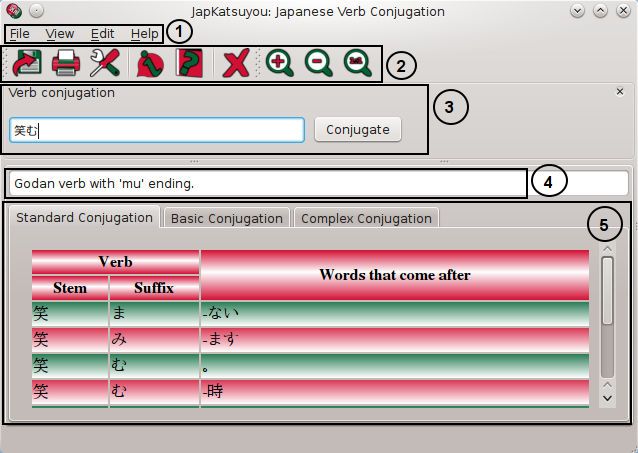 JapKatsuyou: Japanese Verb Conjugation
File View Edit Help 1
1:1 2
Verb conjugation
笑む Conjugate 3
Godan verb with 'mu' ending. 4
Standard Conjugation Basic Conjugation Complex Conjugation 5
Verb Words that come after
Stem Suffix
笑 ま -ない
笑 み -ます
笑 む 。
笑 む -時